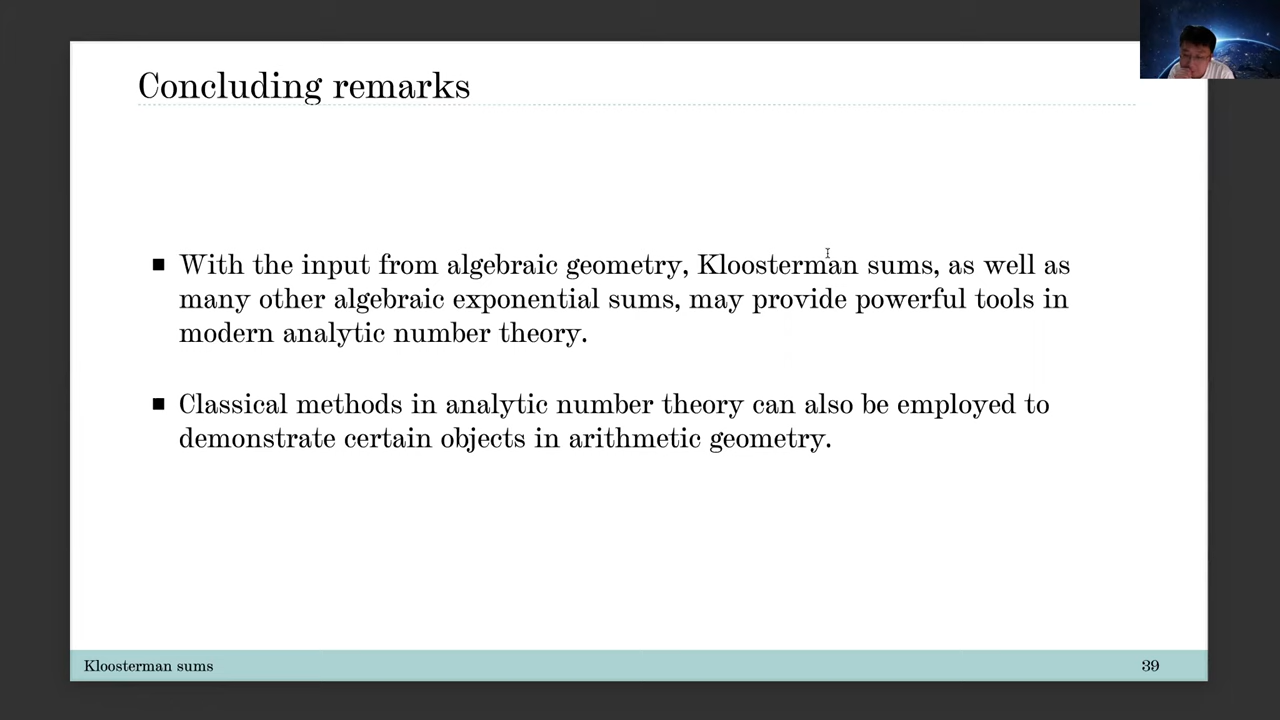 Concluding remarks
With the input from algebraic geometry, Kloosterman sums, as well as
many other algebraic exponential sums, may provide powerful tools in
modern analytic number theory.
Classical methods in analytic number theory can also be employed to
demonstrate certain objects in arithmetic geometry.
Kloosterman sums
39